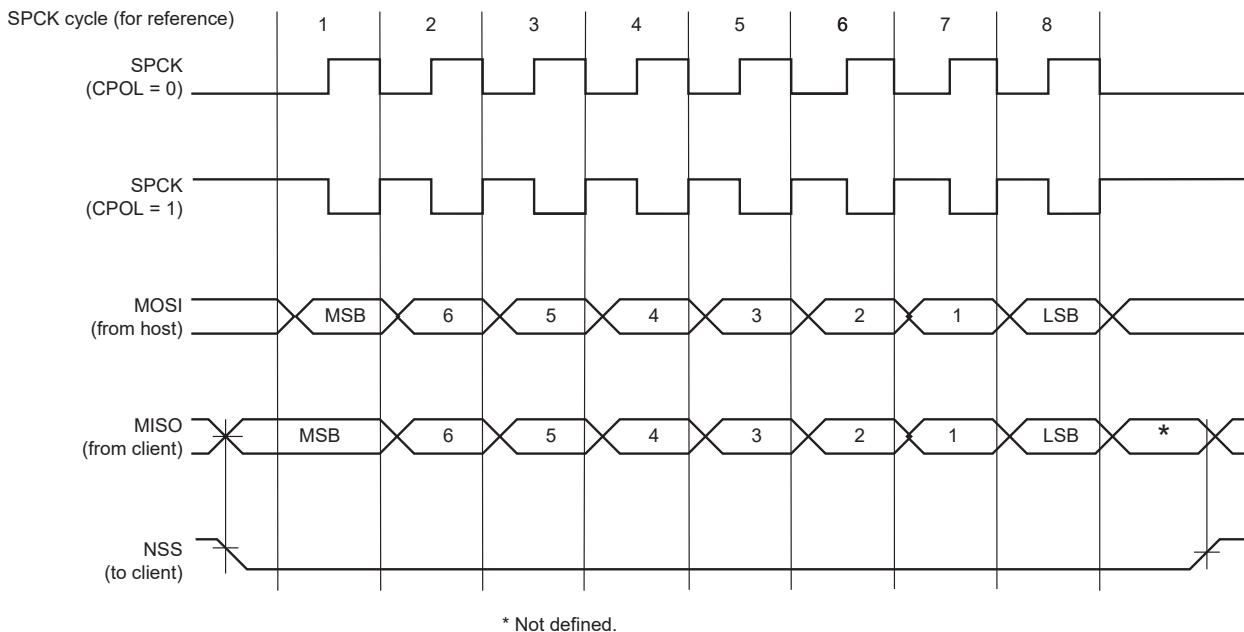 SPCK cycle (for reference)
1 2 3 4 5 6 7 8
SPCK
(CPOL = 0)
SPCK
(CPOL = 1)
MOSI
(from host)
MSB 6 5 4 3 2 1 LSB
MISO
(from client)
MSB 6 5 4 3 2 1 LSB *
NSS
(to client)
* Not defined.